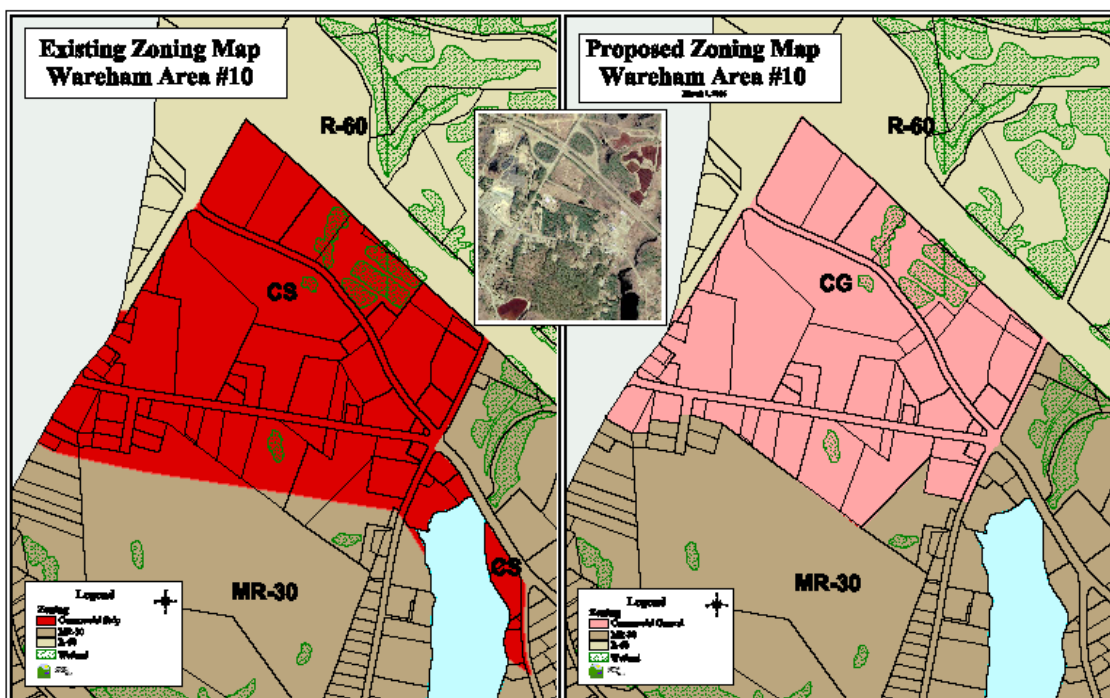 Existing Zoning Map
Wareham Area #10
R-60
CS
MR-30
CS
Legend
Zoning
Commercial Strip
MR-30
R-60
Wetland
Proposed Zoning Map
Wareham Area #10
R-60
CG
MR-30
Legend
Zoning
Commercial General
MR-30
R-60
Wetland